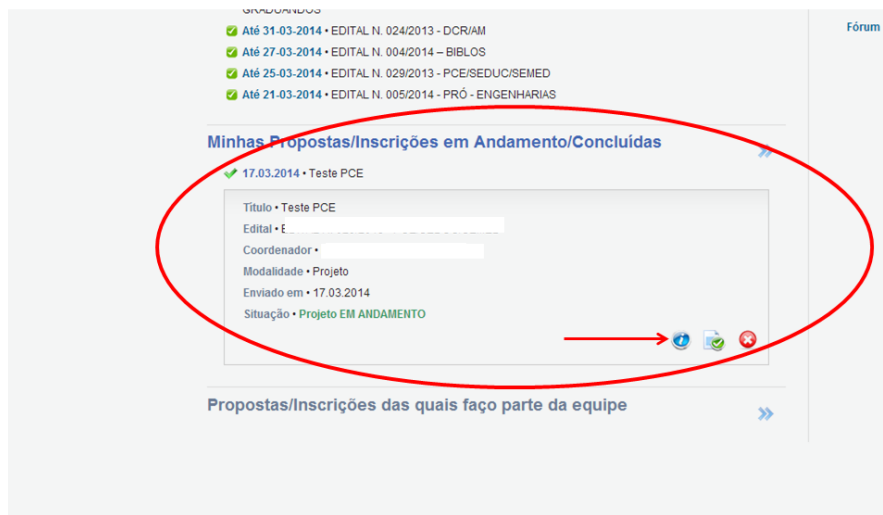 GRADUANDOS
Até 31-03-2014 • EDITAL N. 024/2013 - DCR/AM
Até 27-03-2014 • EDITAL N. 004/2014 – BIBLOS
Até 25-03-2014 • EDITAL N. 029/2013 - PCE/SEDUC/SEMED
Até 21-03-2014 • EDITAL N. 005/2014 - PRÓ - ENGENHARIAS
Fórum
Minhas Propostas/Inscrições em Andamento/Concluídas
17.03.2014 • Teste PCE
Título • Teste PCE
Edital •
Coordenador •
Modalidade • Projeto
Enviado em • 17.03.2014
Situação • Projeto EM ANDAMENTO
Propostas/Inscrições das quais faço parte da equipe